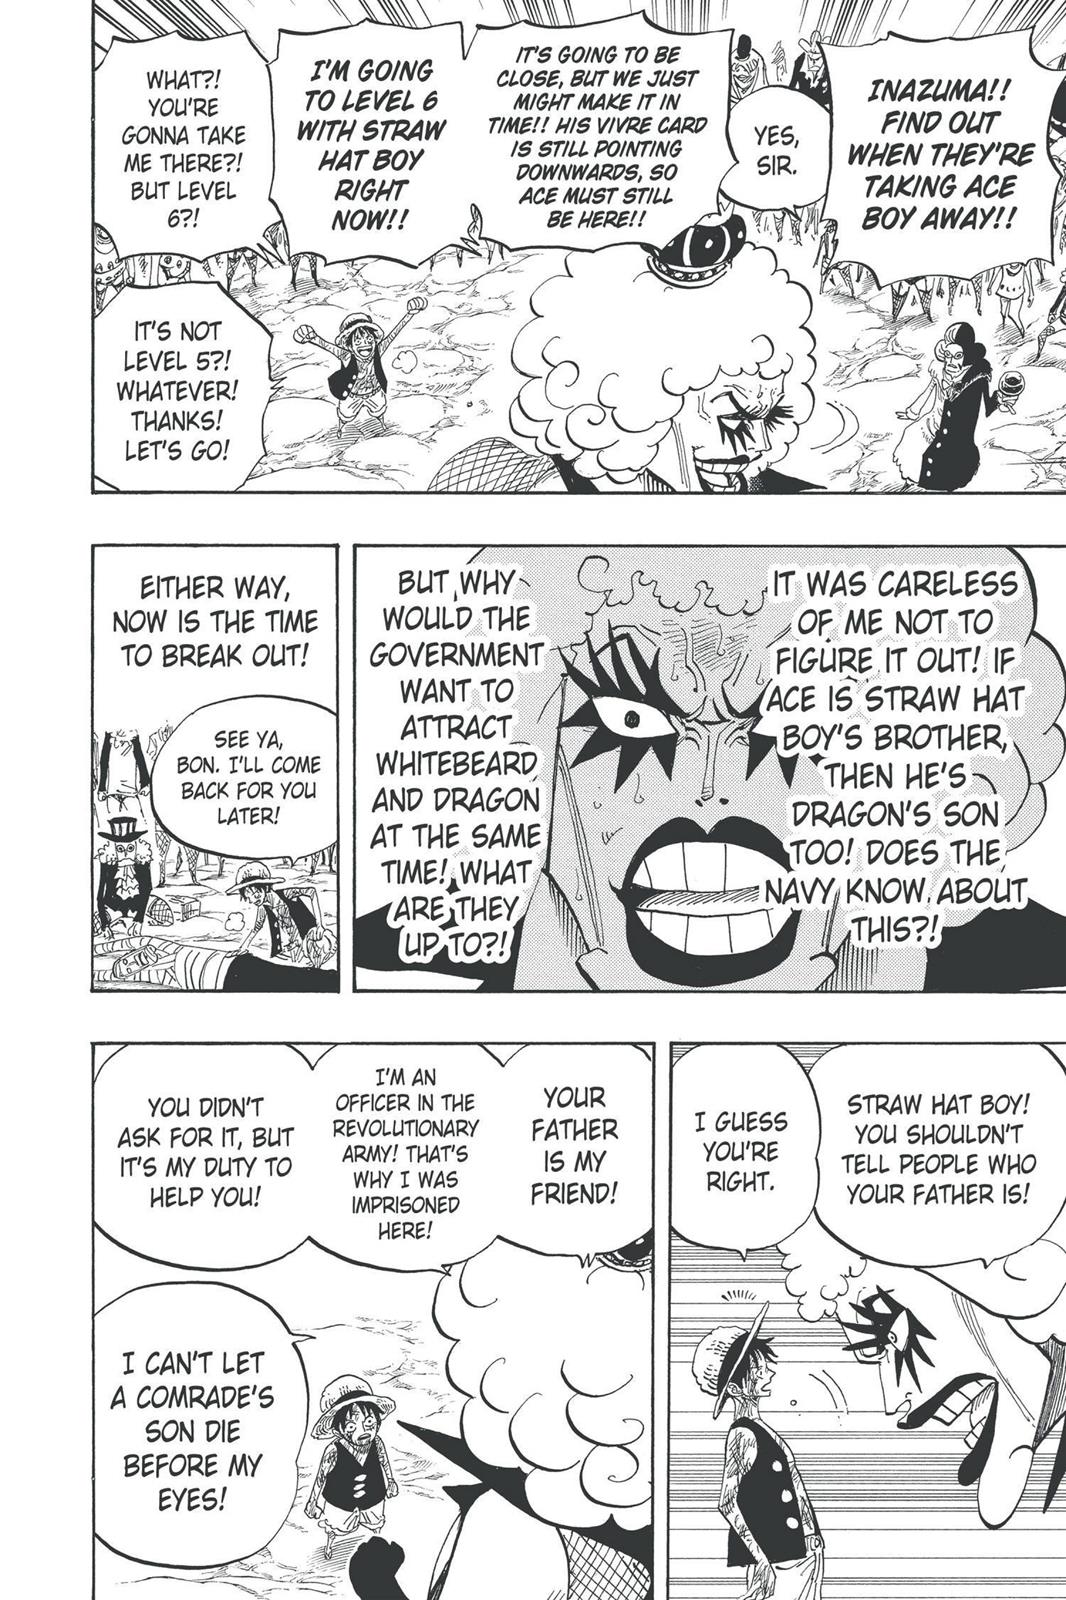 INAZUMA!!
FIND OUT
WHEN THEY'RE
TAKING ACE
BOY AWAY!!
YES,
SIR.
IT'S GOING TO BE
CLOSE, BUT WE JUST
MIGHT MAKE IT IN
TIME!! HIS VIVRE CARD
IS STILL POINTING
DOWNWARDS, SO
ACE MUST STILL
BE HERE!!
I'M GOING
TO LEVEL 6
WITH STRAW
HAT BOY
RIGHT
NOW!!
WHAT?!
YOU'RE
GONNA TAKE
ME THERE?!
BUT LEVEL
6?!
IT'S NOT
LEVEL 5?!
WHATEVER!
THANKS!
LET'S GO!
IT WAS CARELESS
OF ME NOT TO
FIGURE IT OUT! IF
ACE IS STRAW HAT
BOY'S BROTHER,
THEN HE'S
DRAGON'S SON
TOO! DOES THE
NAVY KNOW ABOUT
THIS?!
BUT WHY
WOULD THE
GOVERNMENT
WANT TO
ATTRACT
WHITEBEARD
AND DRAGON
AT THE SAME
TIME! WHAT
ARE THEY
UP TO?!
EITHER WAY,
NOW IS THE TIME
TO BREAK OUT!
SEE YA,
BON. I'LL COME
BACK FOR YOU
LATER!
STRAW HAT BOY!
YOU SHOULDN'T
TELL PEOPLE WHO
YOUR FATHER IS!
I GUESS
YOU'RE
RIGHT.
YOUR
FATHER
IS MY
FRIEND!
I'M AN
OFFICER IN THE
REVOLUTIONARY
ARMY! THAT'S
WHY I WAS
IMPRISONED
HERE!
YOU DIDN'T
ASK FOR IT, BUT
IT'S MY DUTY TO
HELP YOU!
I CAN'T LET
A COMRADE'S
SON DIE
BEFORE MY
EYES!